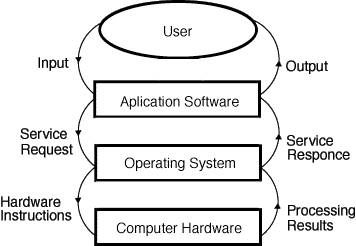 User
Input
Output
Aplication Software
Service
Request
Service
Responce
Operating System
Hardware
Instructions
Processing
Results
Computer Hardware